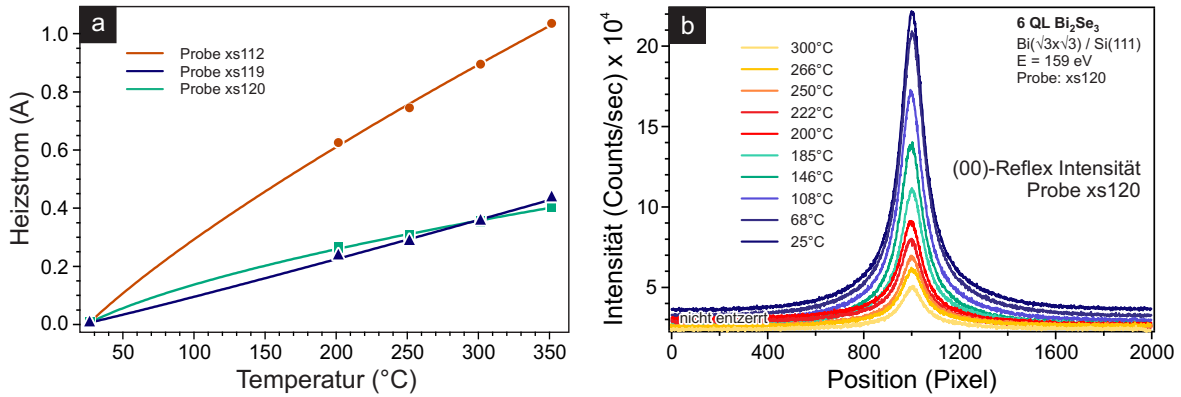 a
Heizstrom (A)
1.0
0.8
0.6
0.4
0.2
0.0
Probe xs112
Probe xs119
Probe xs120
50
100
150
200
250
300
350
Temperatur (°C)
b
Intensität (Counts/sec) x 10⁴
20
15
10
5
300°C
266°C
250°C
222°C
200°C
185°C
146°C
108°C
68°C
25°C
6 QL Bi₂Se₃
Bi(√3x√3) / Si(111)
E = 159 eV
Probe: xs120
(00)-Reflex Intensität
Probe xs120
nicht entzerrt
0
400
800
1200
1600
2000
Position (Pixel)